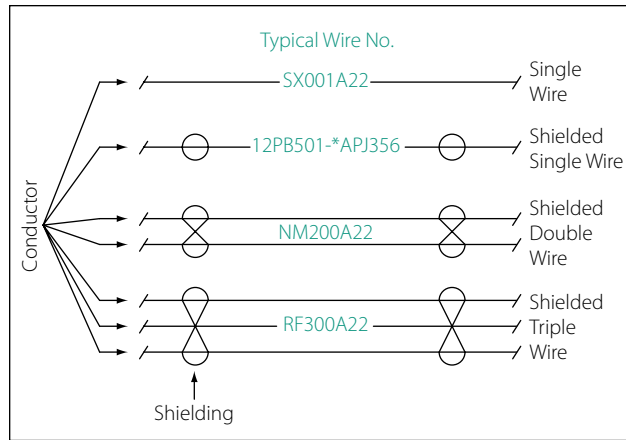 Typical Wire No.
SX001A22
Single
Wire
12PB501-*APJ356
Shielded
Single Wire
Conductor
NM200A22
Shielded
Double
Wire
RF300A22
Shielded
Triple
Wire
Shielding